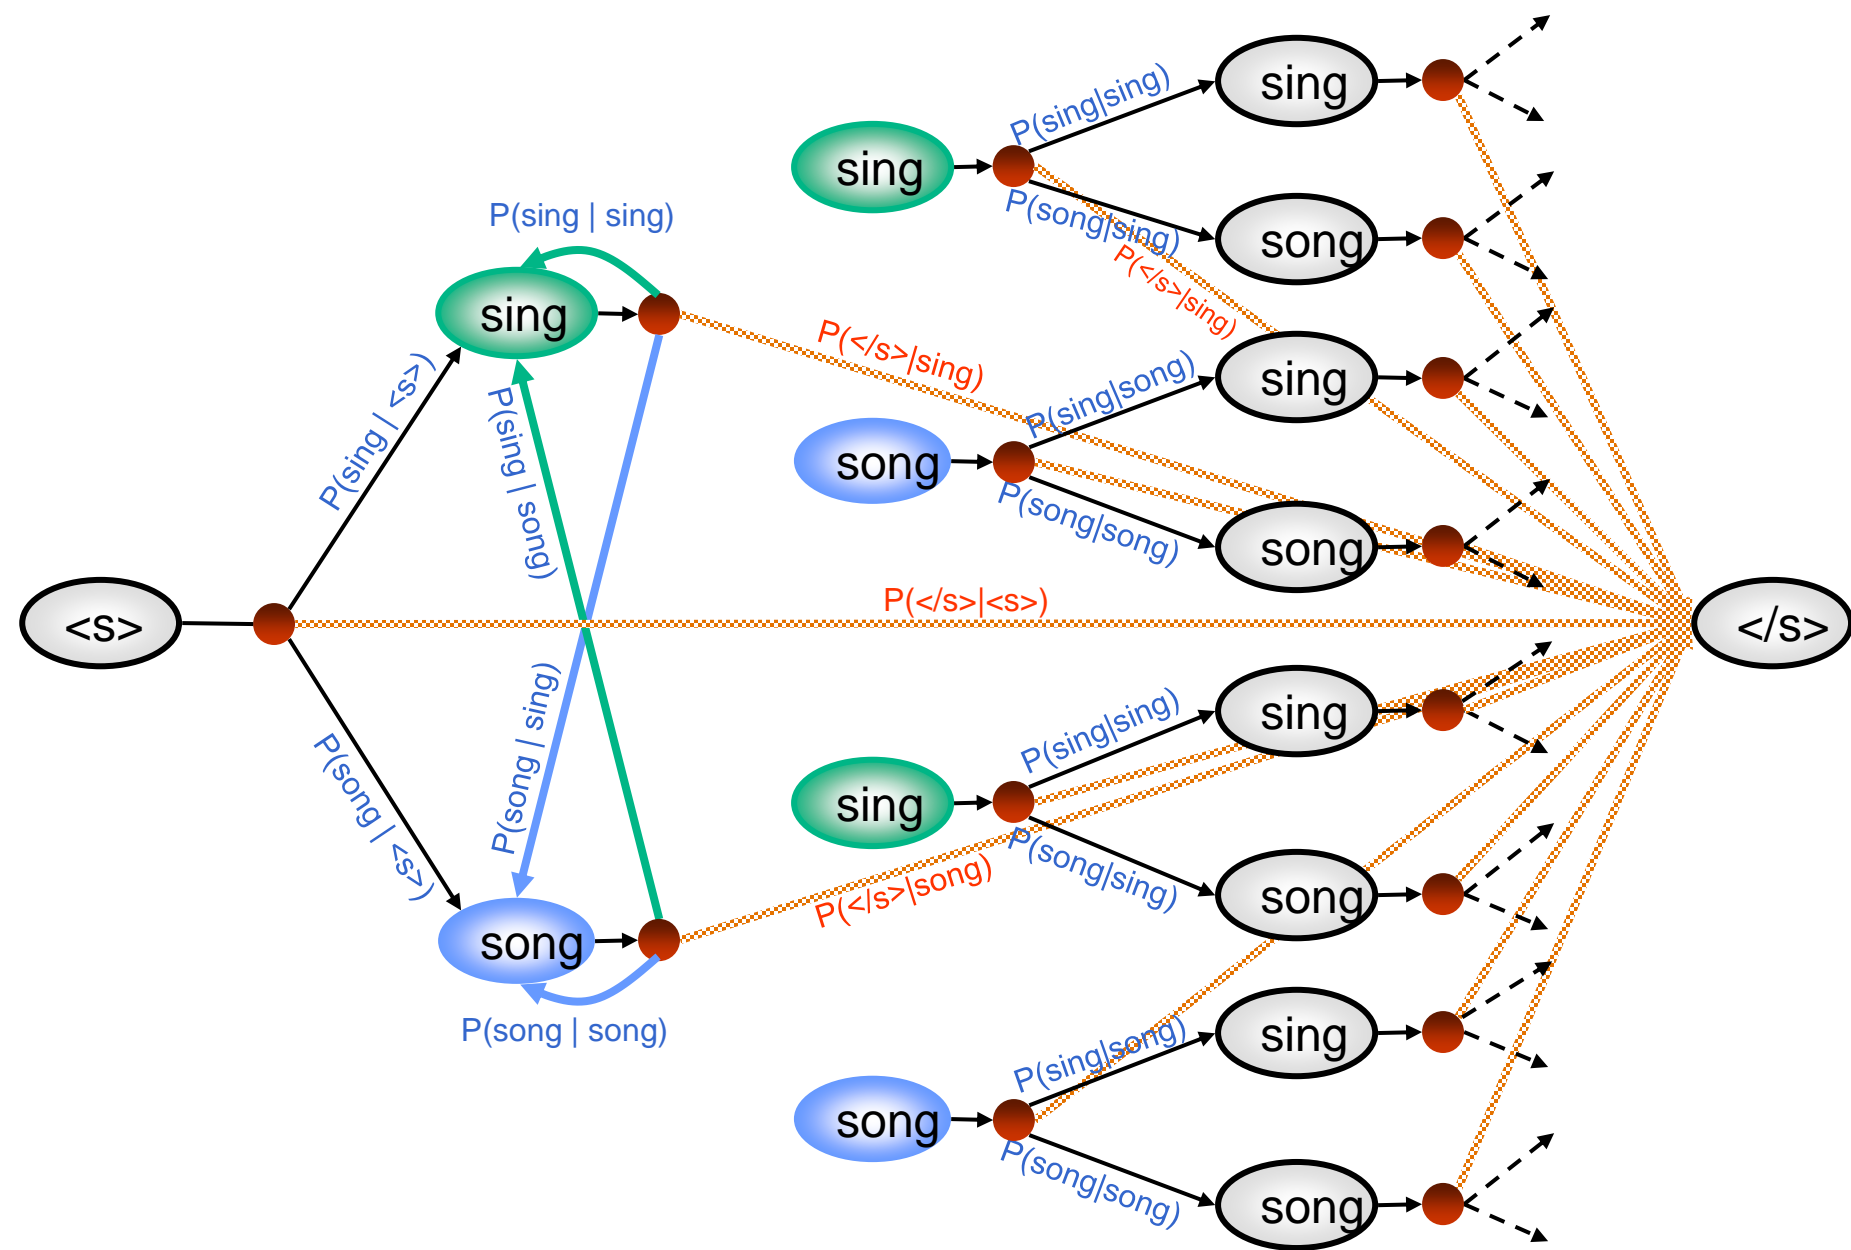 sing
P(sing|sing)
sing
P(song|sing)
song
P(</s>|sing)
P(sing | sing)
sing
P(</s>|sing)
P(sing|song)
sing
P(sing | <s>)
P(sing | song)
song
P(song|song)
song
<s>
P(</s>|<s>)
</s>
P(song | <s>)
P(song | sing)
P(sing|sing)
sing
sing
P(song|sing)
song
P(</s>|song)
song
P(song | song)
P(sing|song)
sing
song
P(song|song)
song